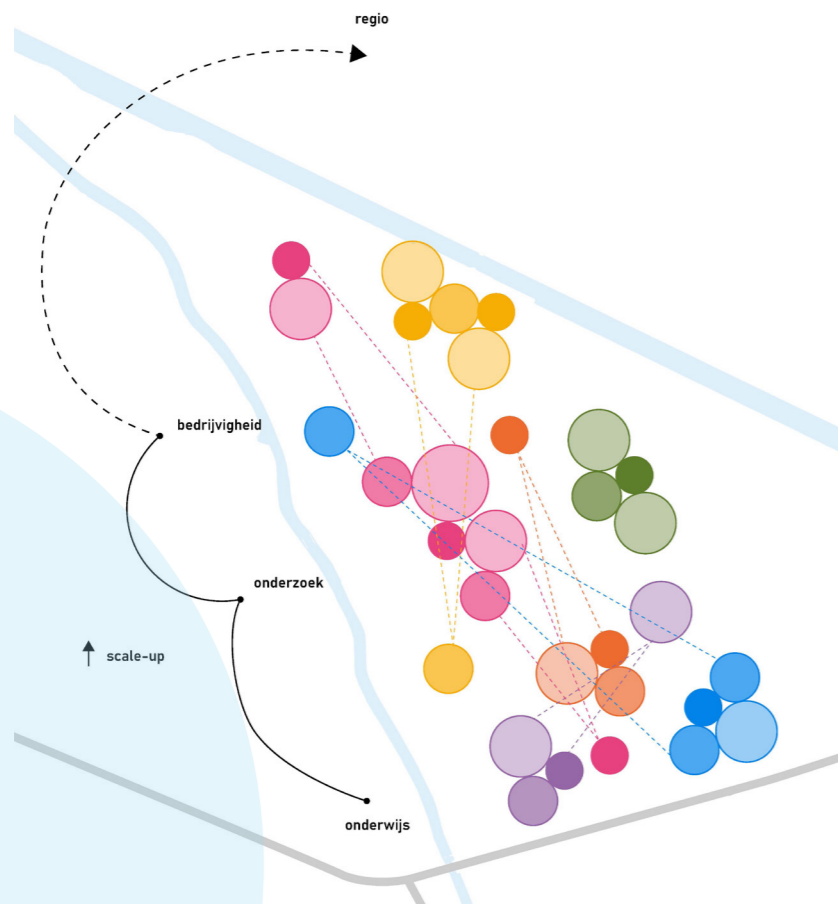 regio
bedrijvigheid
onderzoek
scale-up
onderwijs